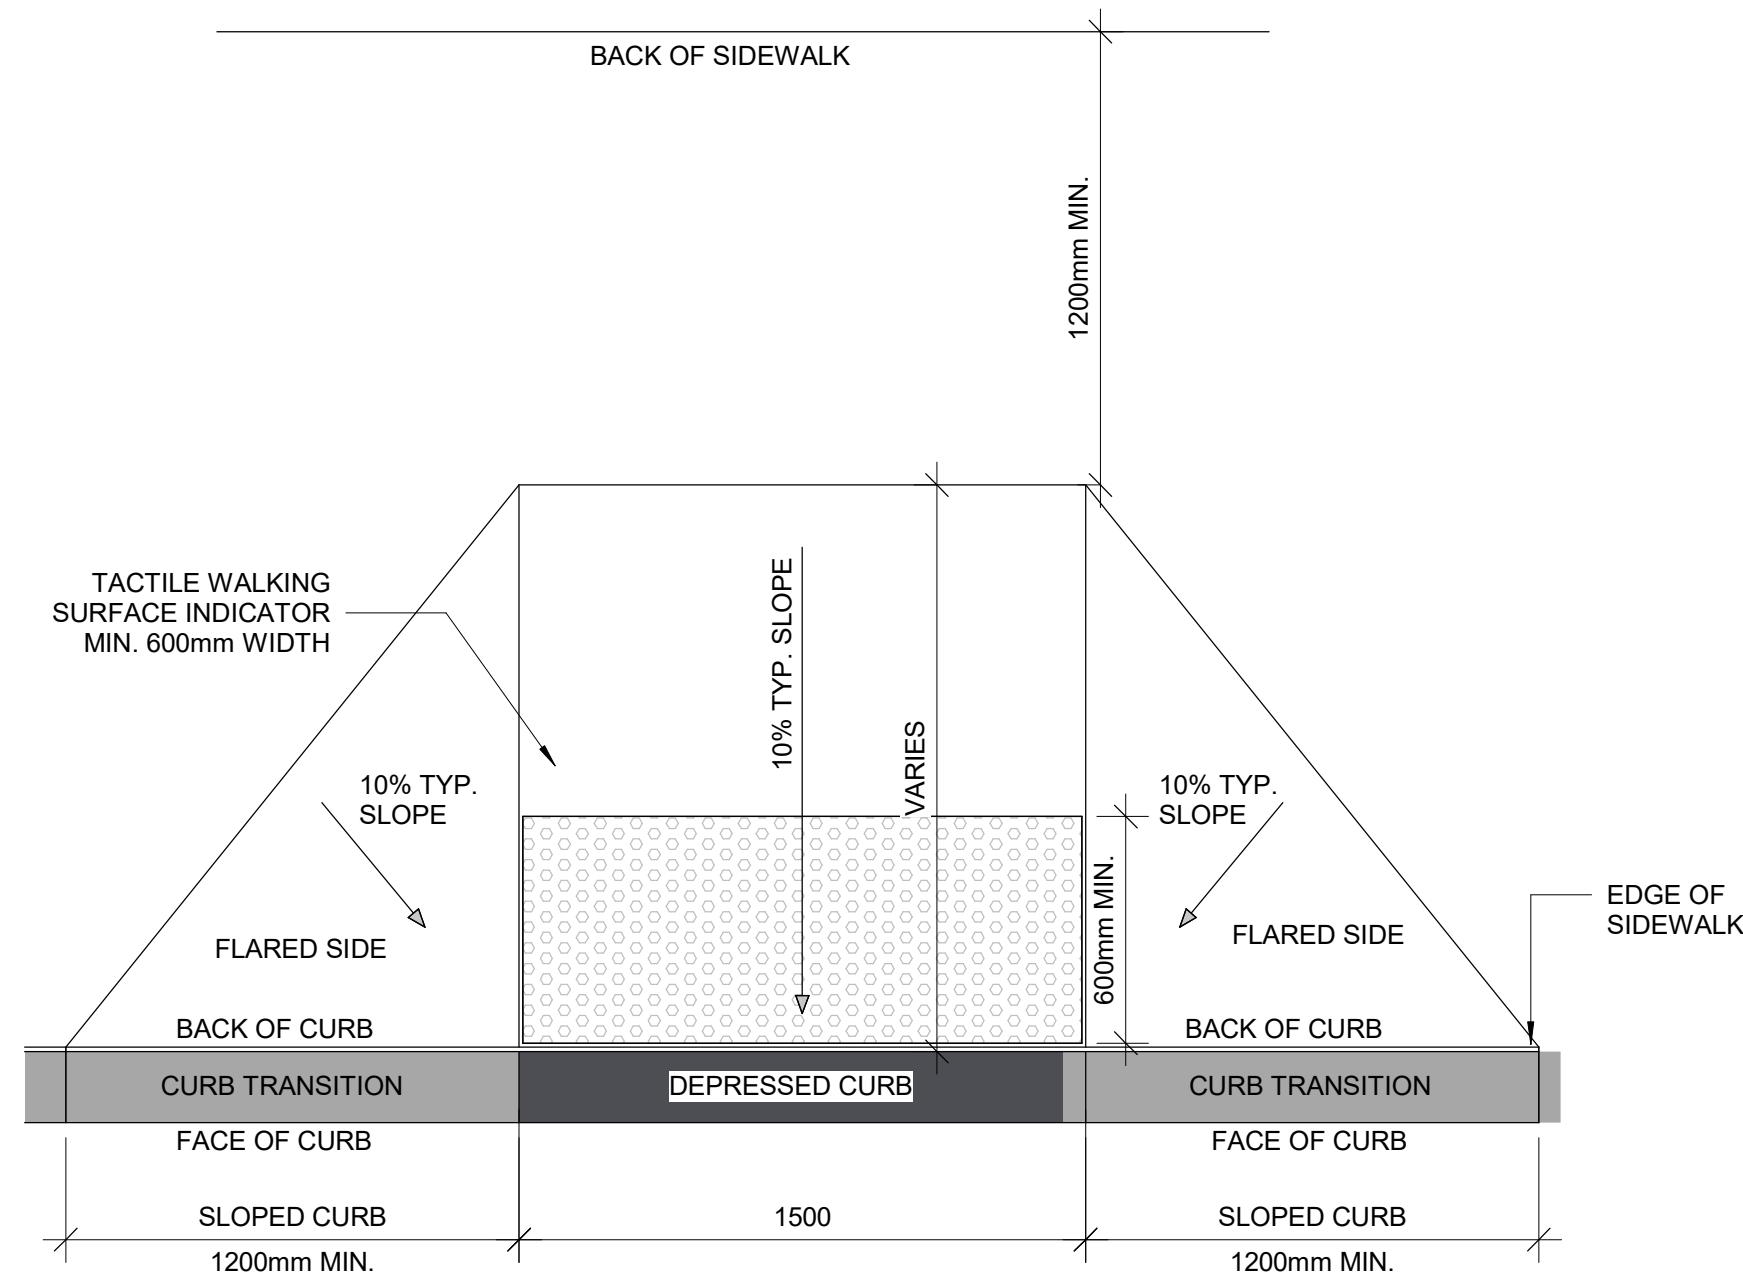 BACK OF SIDEWALK
1200mm MIN.
TACTILE WALKING
SURFACE INDICATOR
MIN. 600mm WIDTH
10% TYP. SLOPE
VARIES
10% TYP.
SLOPE
10% TYP.
SLOPE
600mm MIN.
EDGE OF
SIDEWALK
FLARED SIDE
FLARED SIDE
BACK OF CURB
BACK OF CURB
CURB TRANSITION
DEPRESSED CURB
CURB TRANSITION
FACE OF CURB
FACE OF CURB
SLOPED CURB
1500
SLOPED CURB
1200mm MIN.
1200mm MIN.